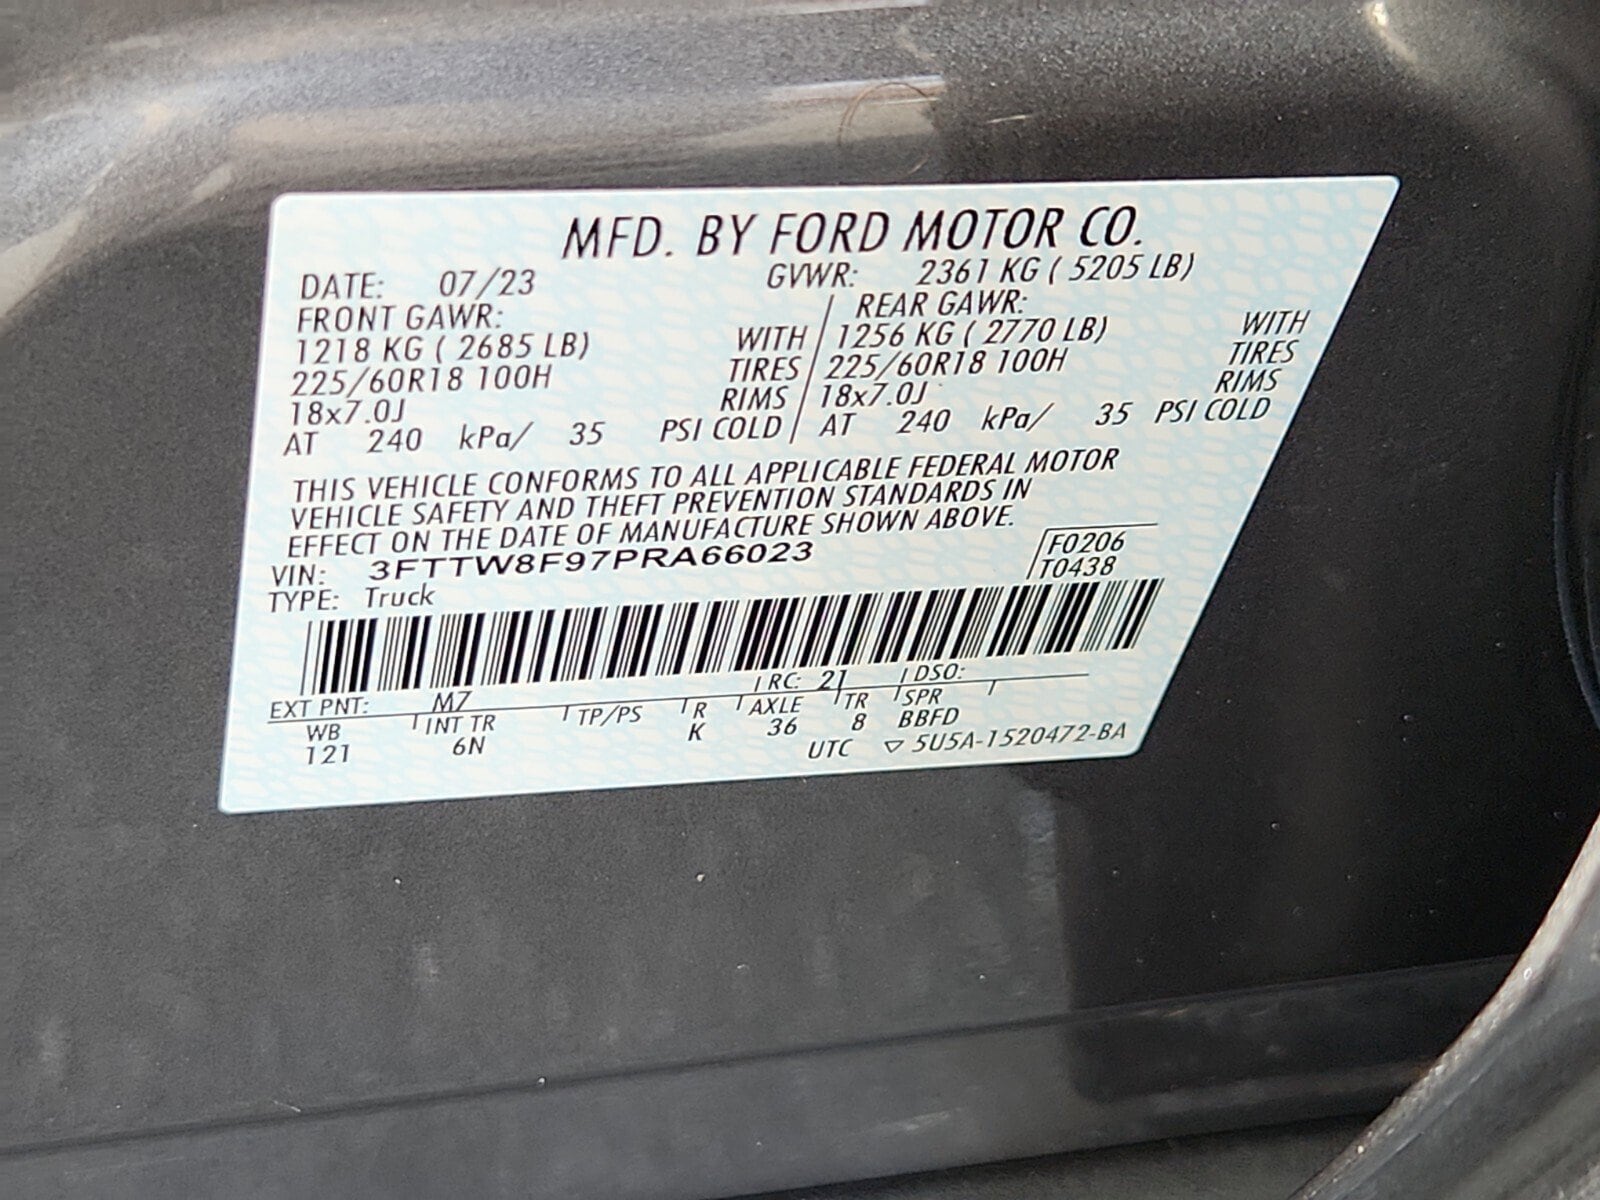 MFD. BY FORD MOTOR CO.
DATE: 07/23 GVWR: 2361 KG ( 5205 LB)
FRONT GAWR: REAR GAWR:
1218 KG ( 2685 LB) WITH / 1256 KG ( 2770 LB) WITH
225/60R18 100H TIRES 225/60R18 100H TIRES
18x7.0J RIMS 18x7.0J RIMS
AT 240 kPa/ 35 PSI COLD / AT 240 kPa/ 35 PSI COLD
THIS VEHICLE CONFORMS TO ALL APPLICABLE FEDERAL MOTOR
VEHICLE SAFETY AND THEFT PREVENTION STANDARDS IN
EFFECT ON THE DATE OF MANUFACTURE SHOWN ABOVE.
VIN: 3FTTW8F97PRA66023 F0206
TYPE: Truck T0438
EXT PNT: M7 RC: 21 DSO:
WB INT TR TP/PS R AXLE TR SPR
121 6N K 36 8 BBFD
UTC ▽ 5U5A-1520472-BA